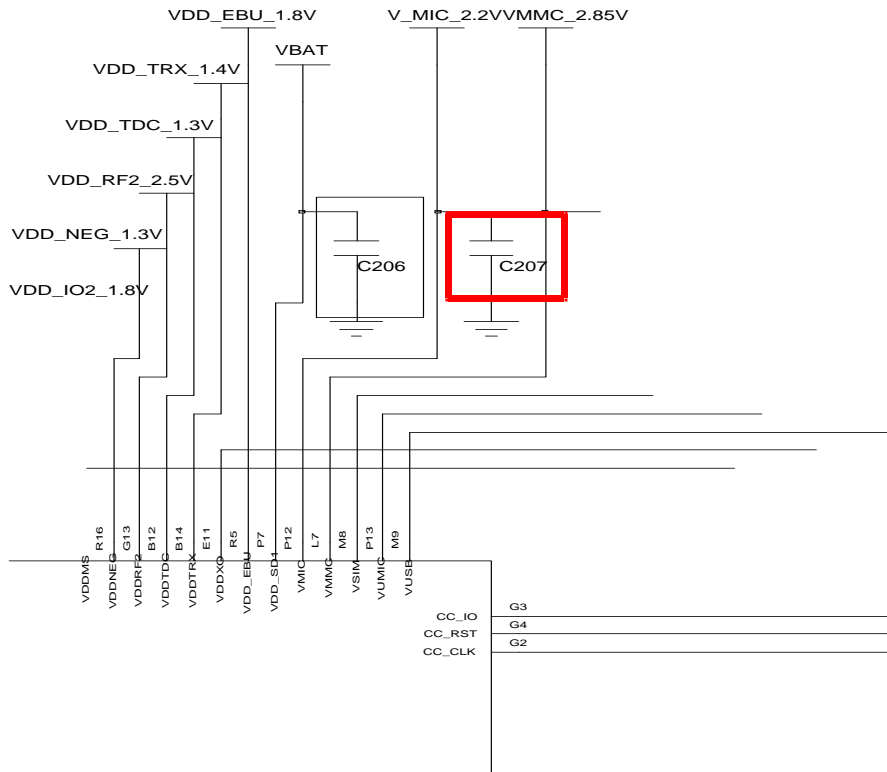 VDD_EBU_1.8V
V_MIC_2.2VVMMC_2.85V
VBAT
VDD_TRX_1.4V
VDD_TDC_1.3V
VDD_RF2_2.5V
VDD_NEG_1.3V
C206
C207
VDD_IO2_1.8V
R16
G13
B12
B14
E11
R5
P7
P12
L7
M8
P13
M9
VDDMS
VDDNEG
VDDRF2
VDDTDC
VDDTRX
VDDXO
VDD_EBU
VDD_SD1
VMIC
VMMC
VSIM
VUMIC
VUSB
CC_IO G3
CC_RST G4
CC_CLK G2